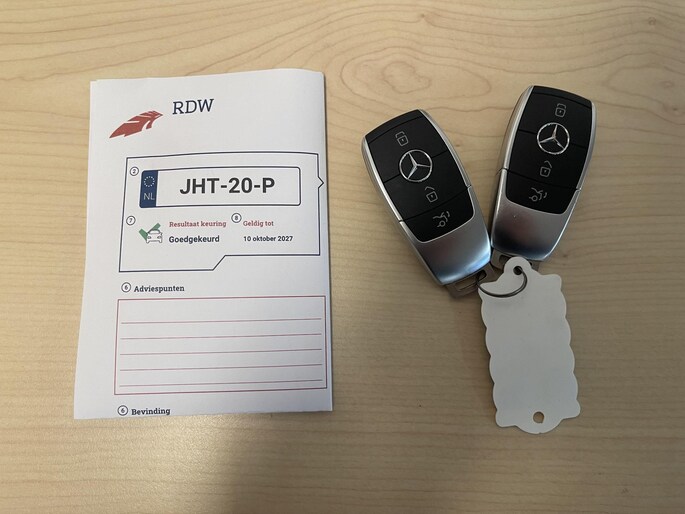 RDW
2
NL
JHT-20-P
7 Resultaat keuring 8 Geldig tot
Goedgekeurd 10 oktober 2027
6 Adviespunten
6 Bevinding